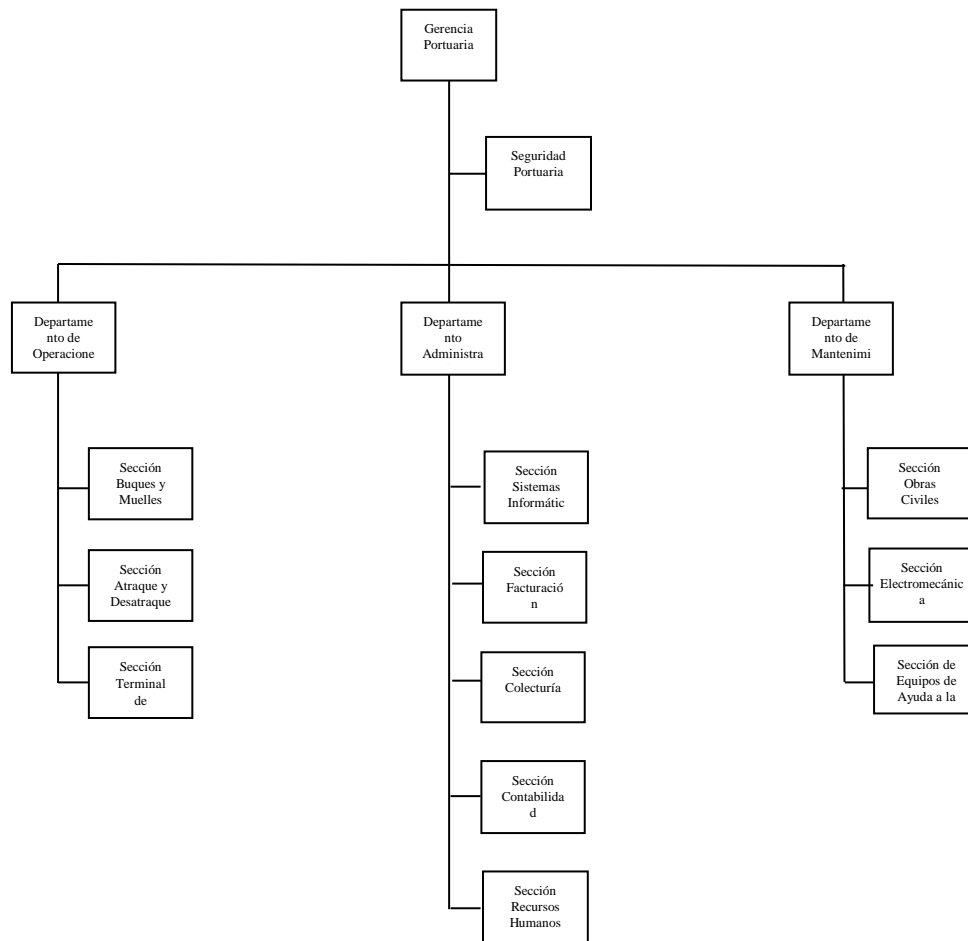 Gerencia
Portuaria
Seguridad
Portuaria
Departame
nto de
Operacione
Departame
nto
Administra
Departame
nto de
Mantenimi
Sección
Buques y
Muelles
Sección
Atraque y
Desatraque
Sección
Terminal
de
Sección
Sistemas
Informátic
Sección
Facturació
n
Sección
Colecturía
Sección
Contabilida
d
Sección
Recursos
Humanos
Sección
Obras
Civiles
Sección
Electromecánic
a
Sección de
Equipos de
Ayuda a la